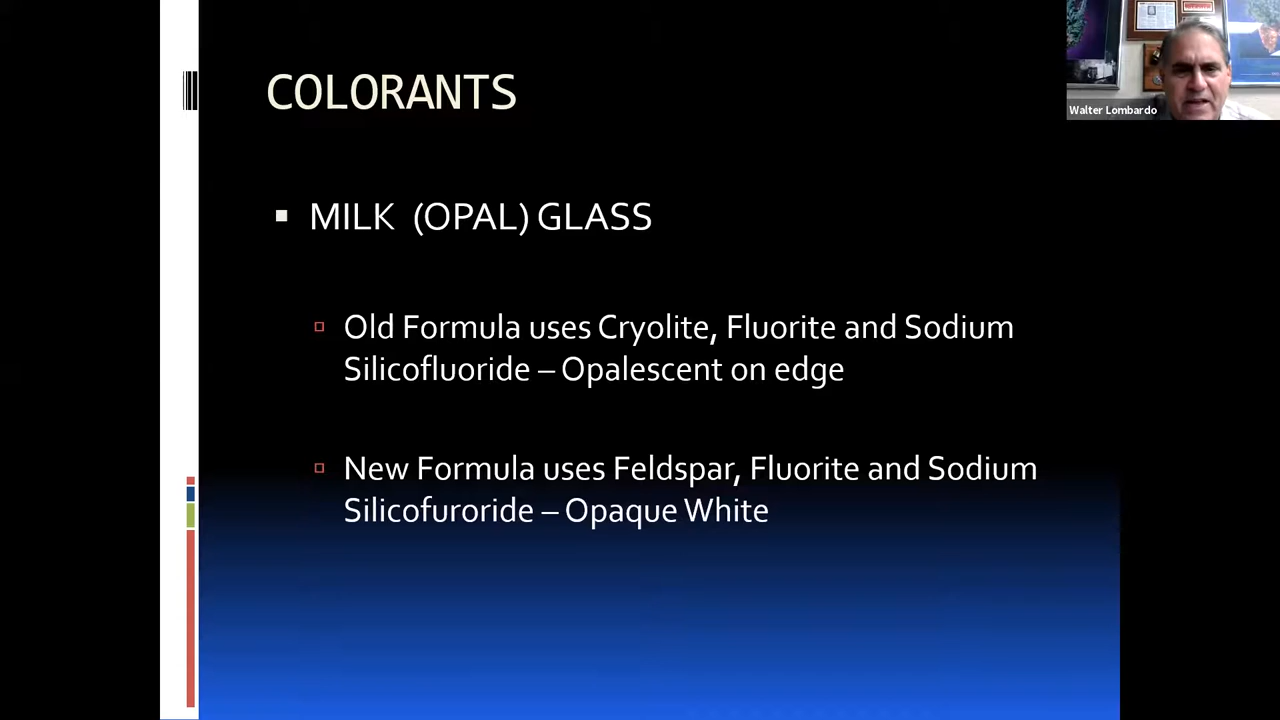 COLORANTS
Walter Lombardo
MILK (OPAL) GLASS
Old Formula uses Cryolite, Fluorite and Sodium
Silicofluoride – Opalescent on edge
New Formula uses Feldspar, Fluorite and Sodium
Silicofuroride – Opaque White